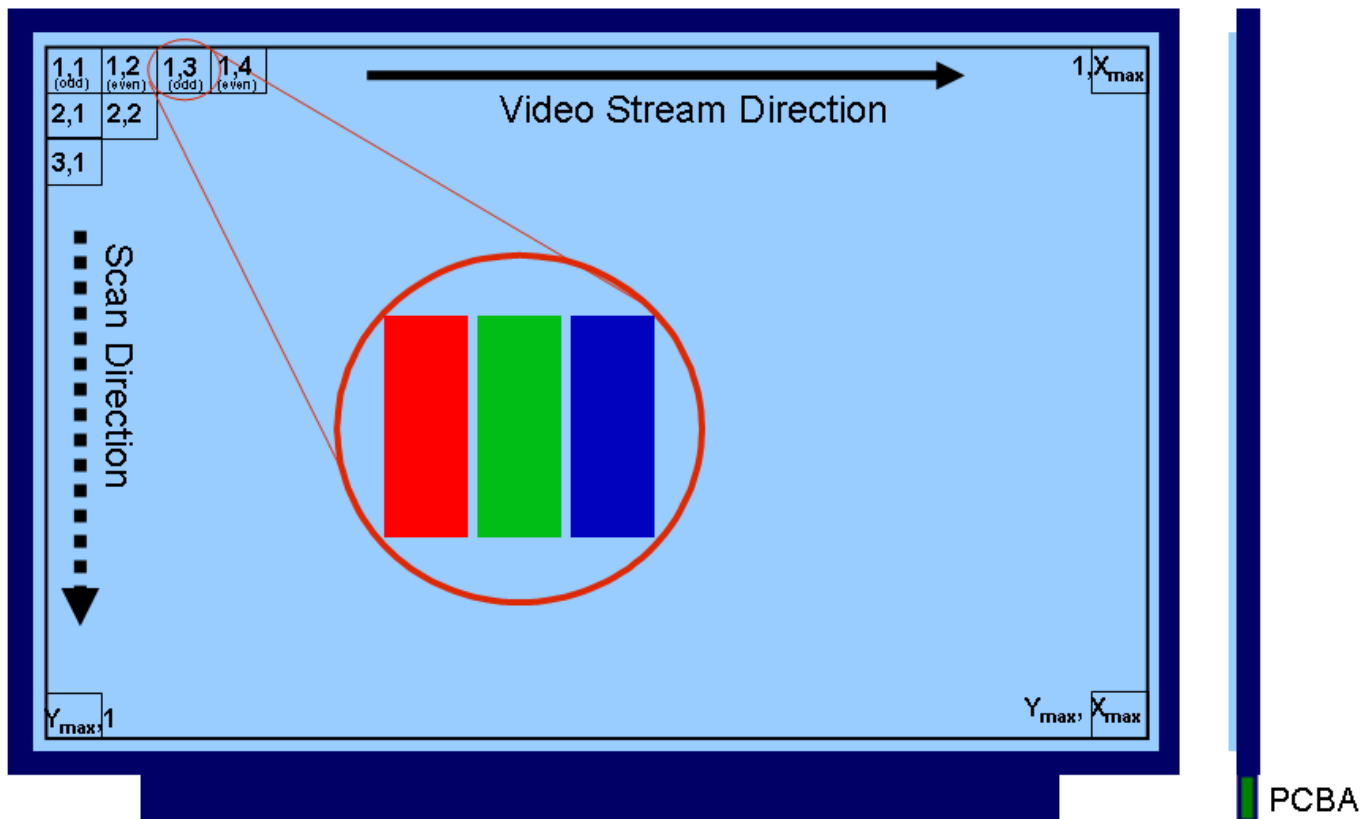 1,1 1,2 1,3 1,4 1,Xmax
(odd) (even) (odd) (even)
Video Stream Direction
2,1 2,2
3,1
Scan Direction
Ymax,1 Ymax, Xmax
PCBA